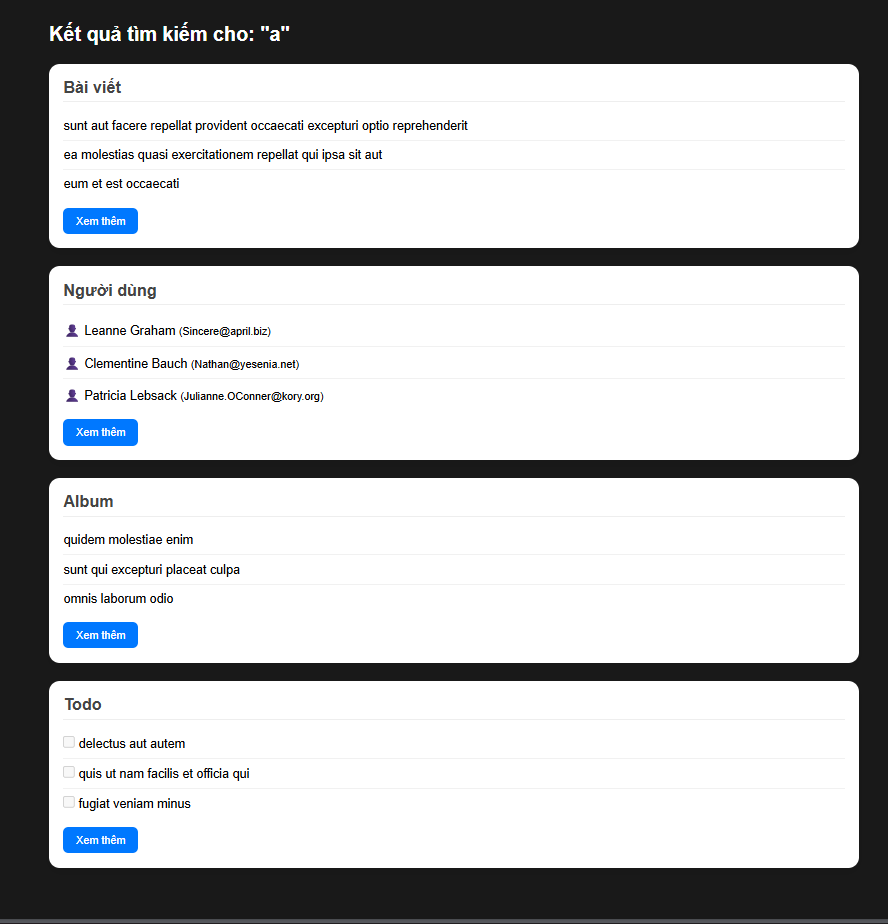 Kết quả tìm kiếm cho: "a"
Bài viết
sunt aut facere repellat provident occaecati excepturi optio reprehenderit
ea molestias quasi exercitationem repellat qui ipsa sit aut
eum et est occaecati
Xem thêm
Người dùng
Leanne Graham (Sincere@april.biz)
Clementine Bauch (Nathan@yesenia.net)
Patricia Lebsack (Julianne.OConner@kory.org)
Xem thêm
Album
quidem molestiae enim
sunt qui excepturi placeat culpa
omnis laborum odio
Xem thêm
Todo
delectus aut autem
quis ut nam facilis et officia qui
fugiat veniam minus
Xem thêm